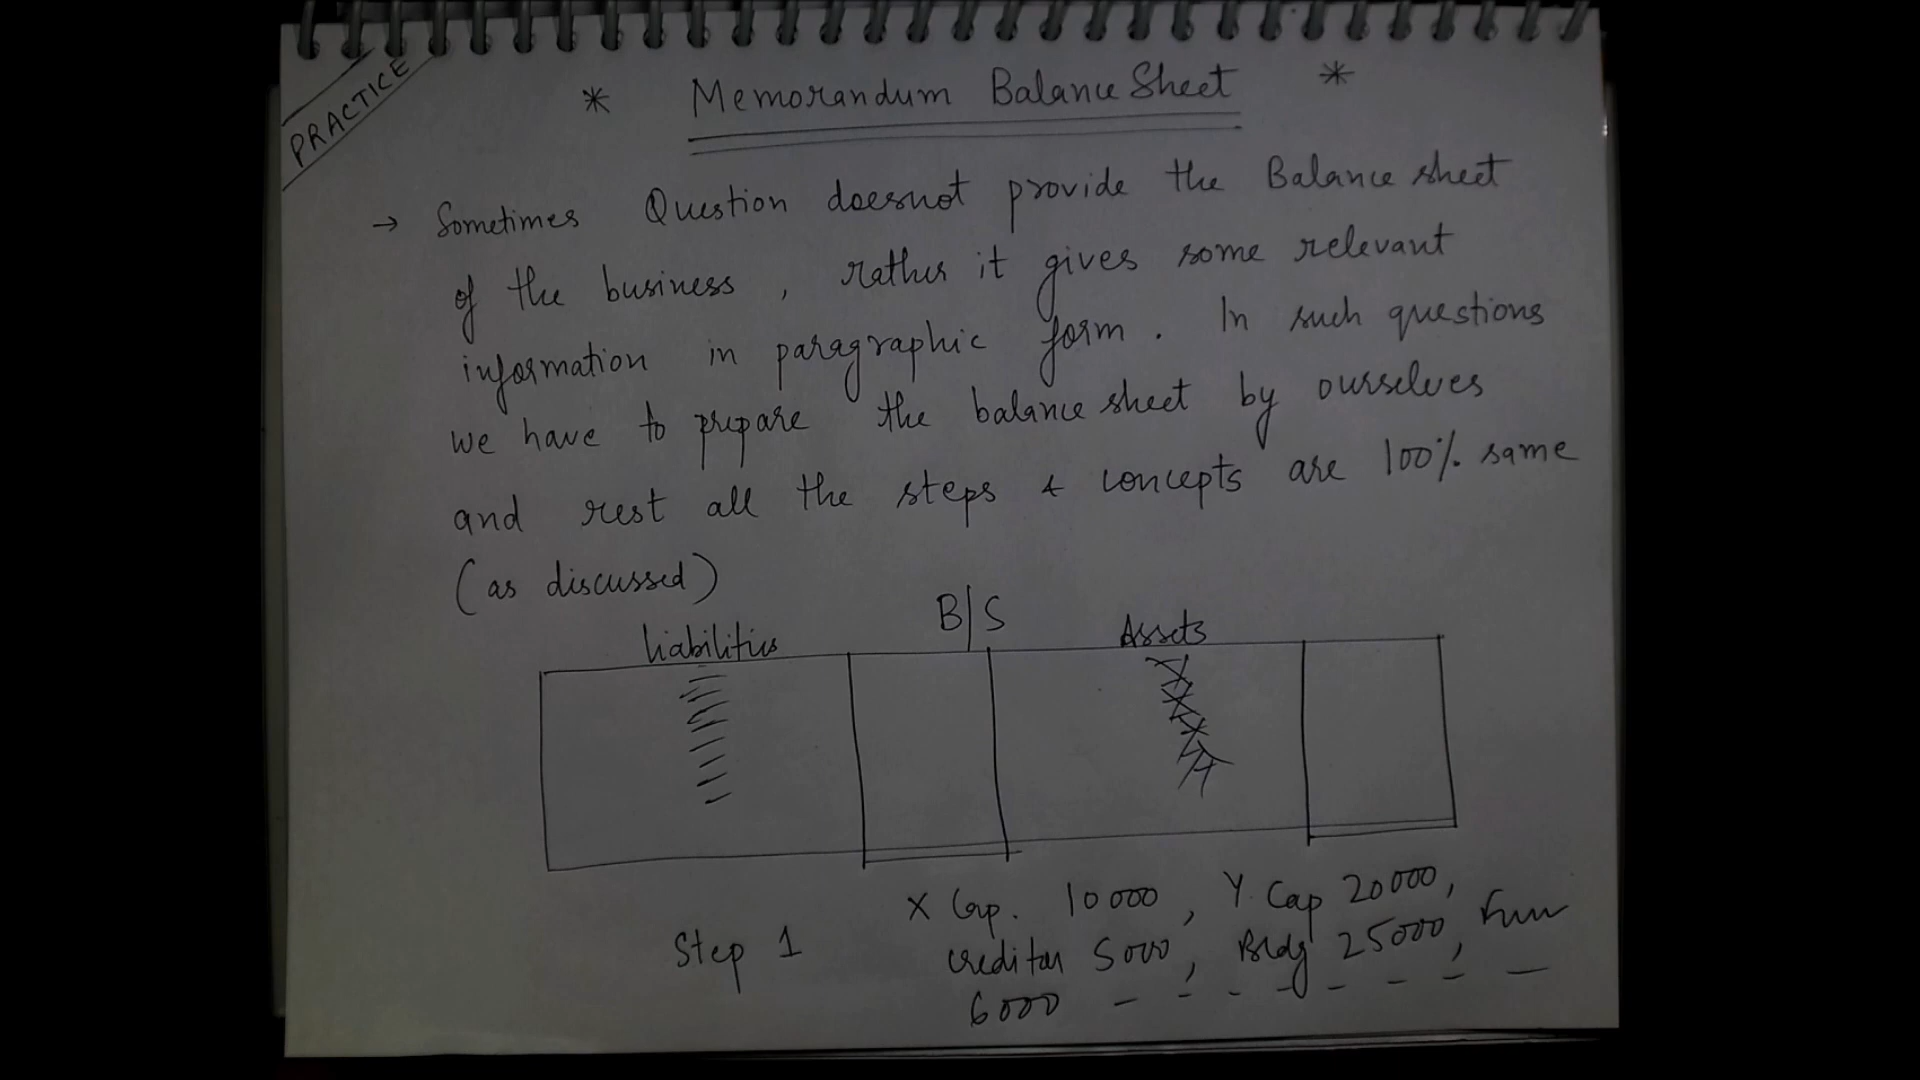 PRACTICE
* Memorandum Balance Sheet *
→ Sometimes Question doesnot provide the Balance sheet
of the business, rather it gives some relevant
information in paragraphic form. In such questions
we have to prepare the balance sheet by ourselves
and rest all the steps & concepts are 100% same
(as discussed)
B/S
Liabilities Assets
X Cap. 10000, Y Cap 20000,
Step 1 creditor 5000, Bldg 25000, Furn
6000 - - - - - - -